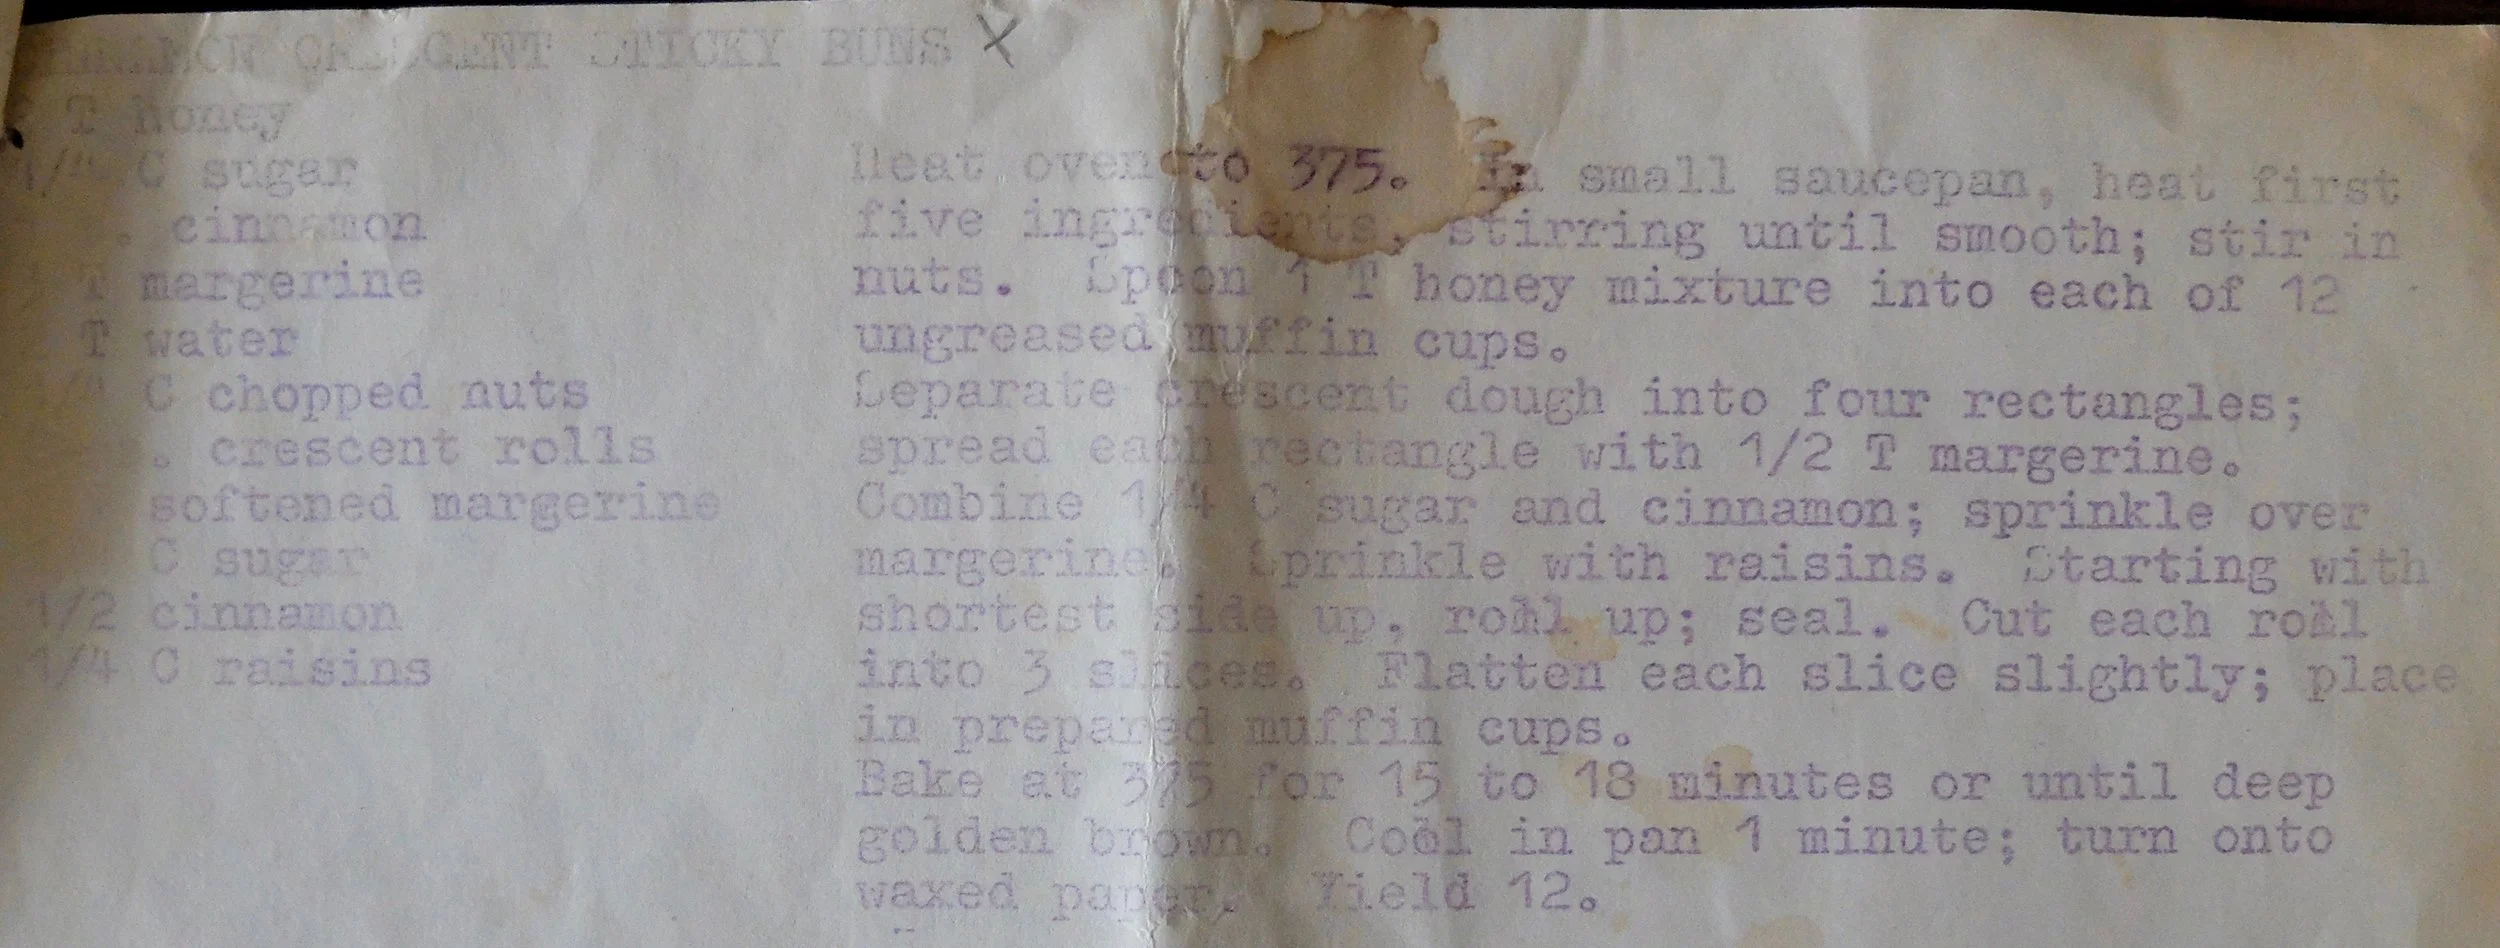 STICKY BUNS X
T honey
C sugar
. cinnamon
T margerine
T water
C chopped nuts
. crescent rolls
softened margerine
C sugar
1/2 cinnamon
1/4 C raisins
Heat oven to 375. In small saucepan, heat first
five ingredients, stirring until smooth; stir in
nuts. Spoon 1 T honey mixture into each of 12
ungreased muffin cups.
Separate crescent dough into four rectangles;
spread each rectangle with 1/2 T margerine.
Combine 1/4 C sugar and cinnamon; sprinkle over
margerine. Sprinkle with raisins. Starting with
shortest side up, roll up; seal. Cut each roll
into 3 slices. Flatten each slice slightly; place
in prepared muffin cups.
Bake at 375 for 15 to 18 minutes or until deep
golden brown. Cool in pan 1 minute; turn onto
waxed paper. Yield 12.